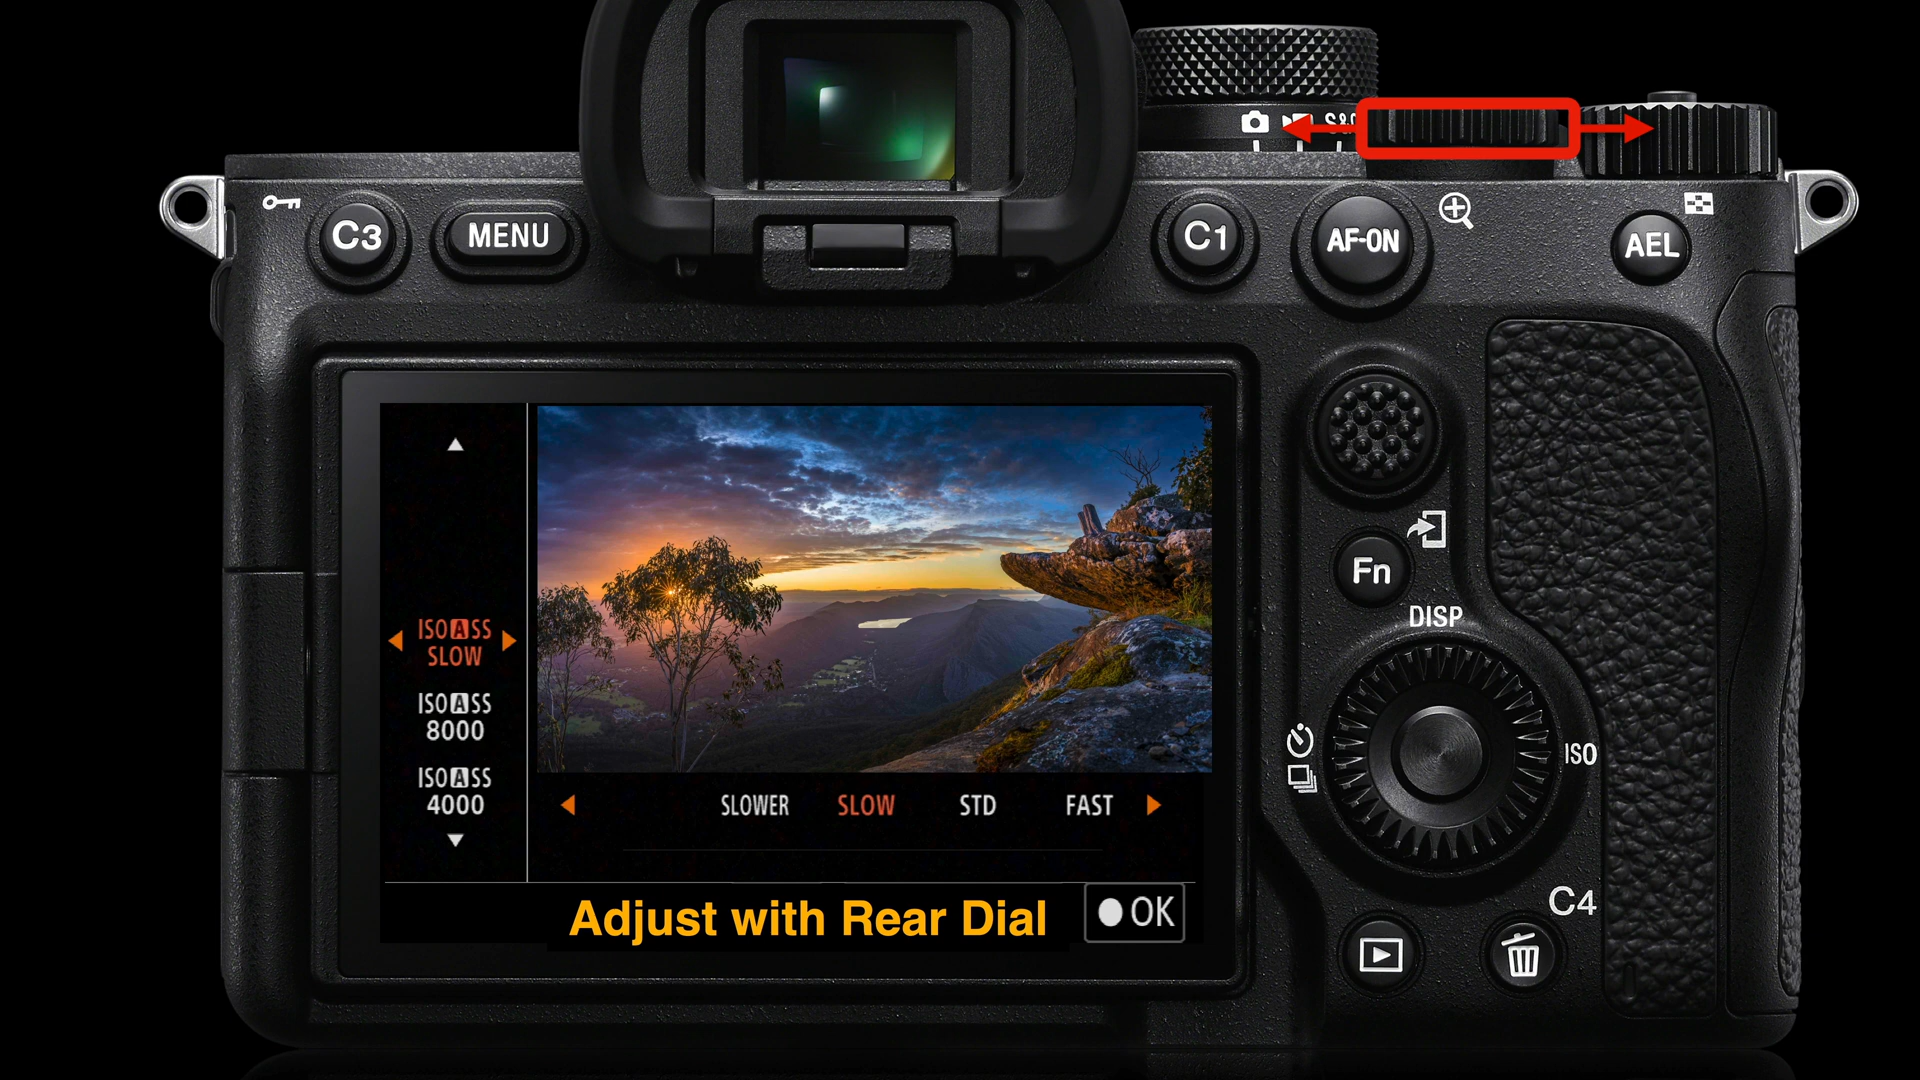 S&Q
C3
MENU
C1
AF-ON
AEL
Fn
DISP
ISO
C4
ISO A SS
SLOW
ISO A SS
8000
ISO A SS
4000
SLOWER SLOW STD FAST
Adjust with Rear Dial
OK